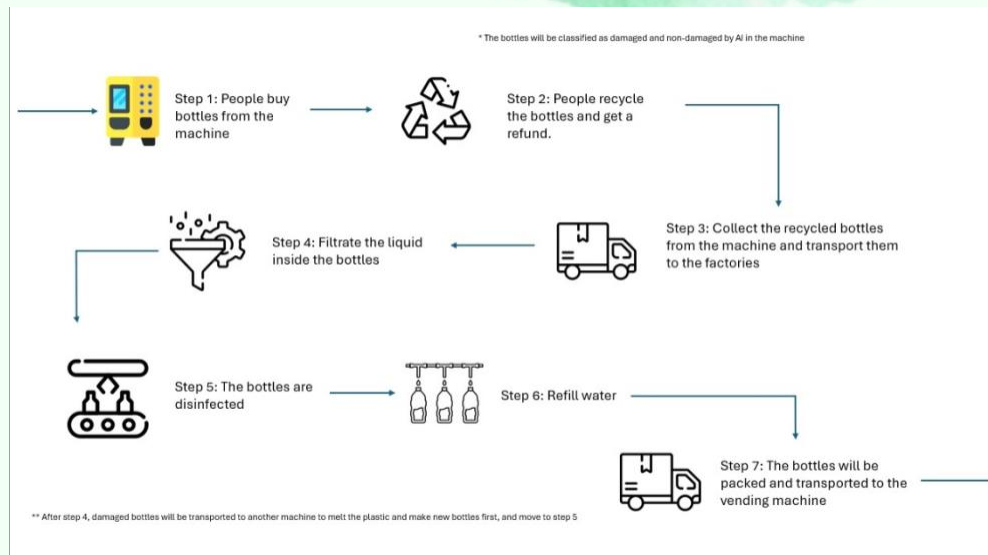 * The bottles will be classified as damaged and non-damaged by AI in the machine
Step 1: People buy
bottles from the
machine
Step 2: People recycle
the bottles and get a
refund.
Step 3: Collect the recycled bottles
from the machine and transport them
to the factories
Step 4: Filtrate the liquid
inside the bottles
Step 5: The bottles are
disinfected
Step 6: Refill water
Step 7: The bottles will be
packed and transported to the
vending machine
** After step 4, damaged bottles will be transported to another machine to melt the plastic and make new bottles first, and move to step 5